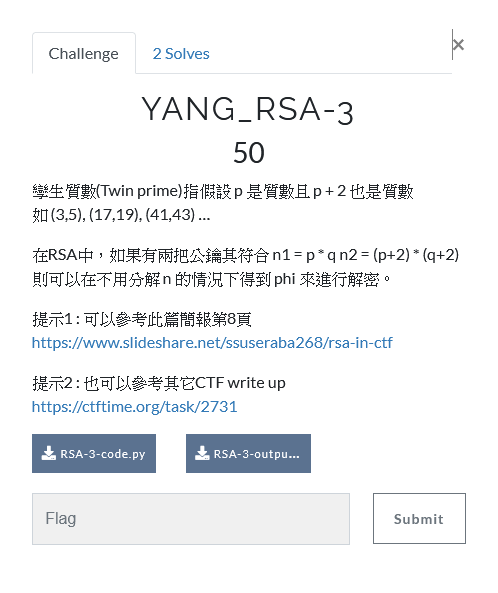 Challenge
2 Solves
×
YANG_RSA-3
50
孿生質數(Twin prime)指假設 p 是質數且 p + 2 也是質數
如 (3,5), (17,19), (41,43) ...
在RSA中，如果有兩把公鑰其符合 n1 = p * q n2 = (p+2) * (q+2)
則可以在不用分解 n 的情況下得到 phi 來進行解密。
提示1 : 可以參考此篇簡報第8頁
https://www.slideshare.net/ssuseraba268/rsa-in-ctf
提示2 : 也可以參考其它CTF write up
https://ctftime.org/task/2731
RSA-3-code.py
RSA-3-outpu...
Flag
Submit